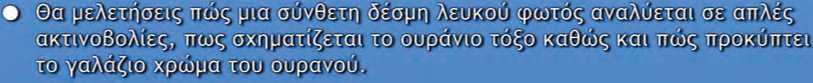 Θα μελετήσεις πώς μια σύνθετη δέσμη λευκού φωτός αναλύεται σε απλές
ακτινοβολίες, πως σχηματίζεται το ουράνιο τόξο καθώς και πώς προκύπτει
το γαλάζιο χρώμα του ουρανού.